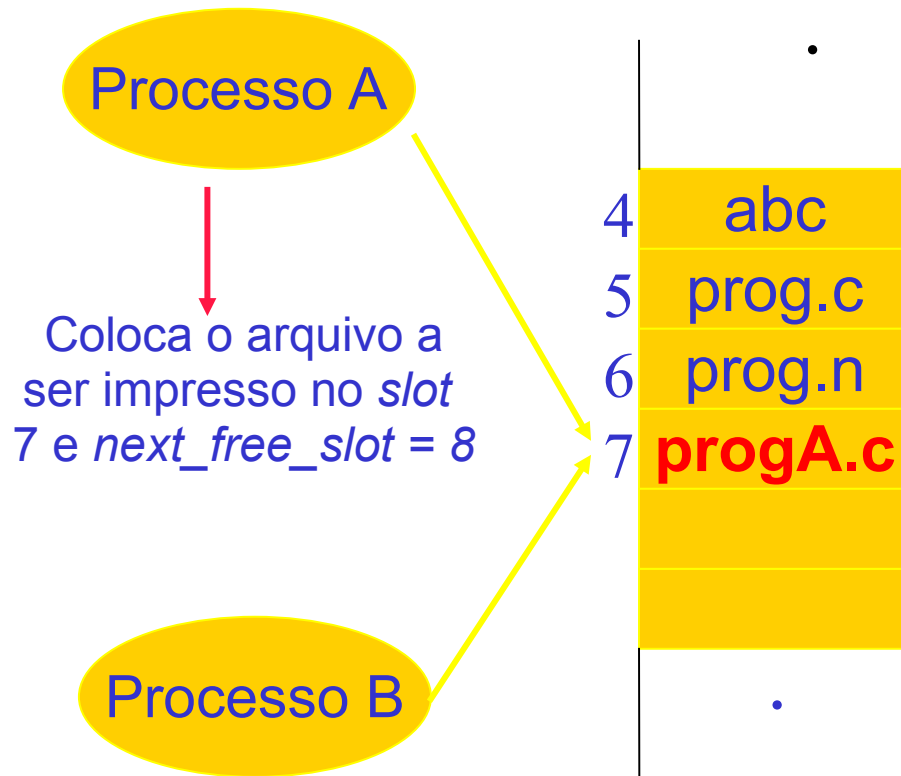 Processo A
Coloca o arquivo a
ser impresso no slot
7 e next_free_slot = 8
Processo B
4 abc
5 prog.c
6 prog.n
7 progA.c